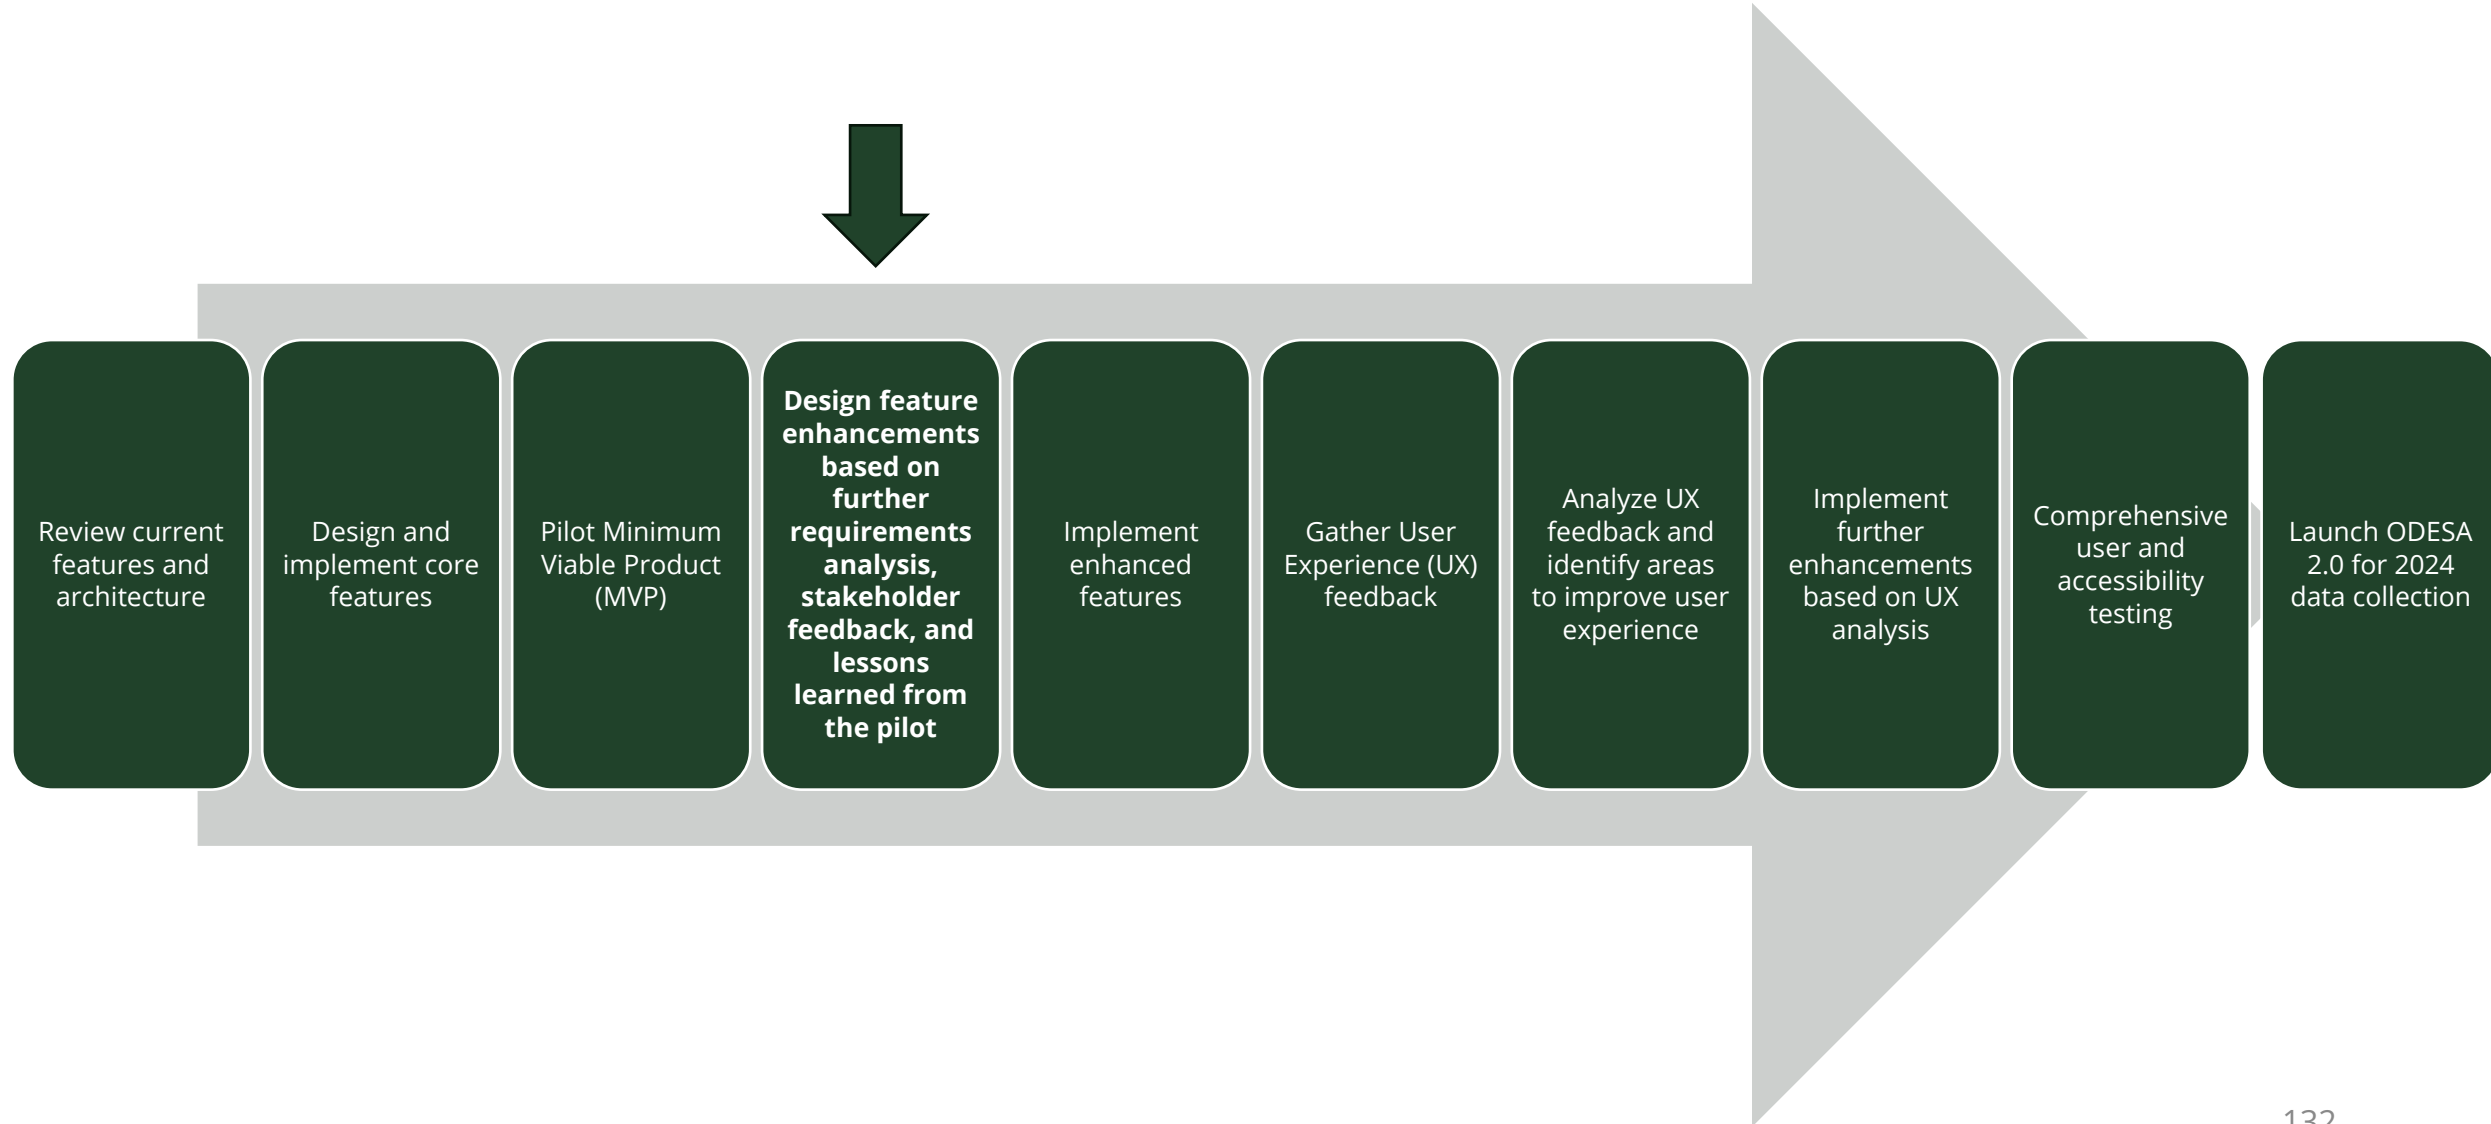 Review current
features and
architecture
Design and
implement core
features
Pilot Minimum
Viable Product
(MVP)
Design feature
enhancements
based on
further
requirements
analysis,
stakeholder
feedback, and
lessons
learned from
the pilot
Implement
enhanced
features
Gather User
Experience (UX)
feedback
Analyze UX
feedback and
identify areas
to improve user
experience
Implement
further
enhancements
based on UX
analysis
Comprehensive
user and
accessibility
testing
Launch ODESA
2.0 for 2024
data collection
132